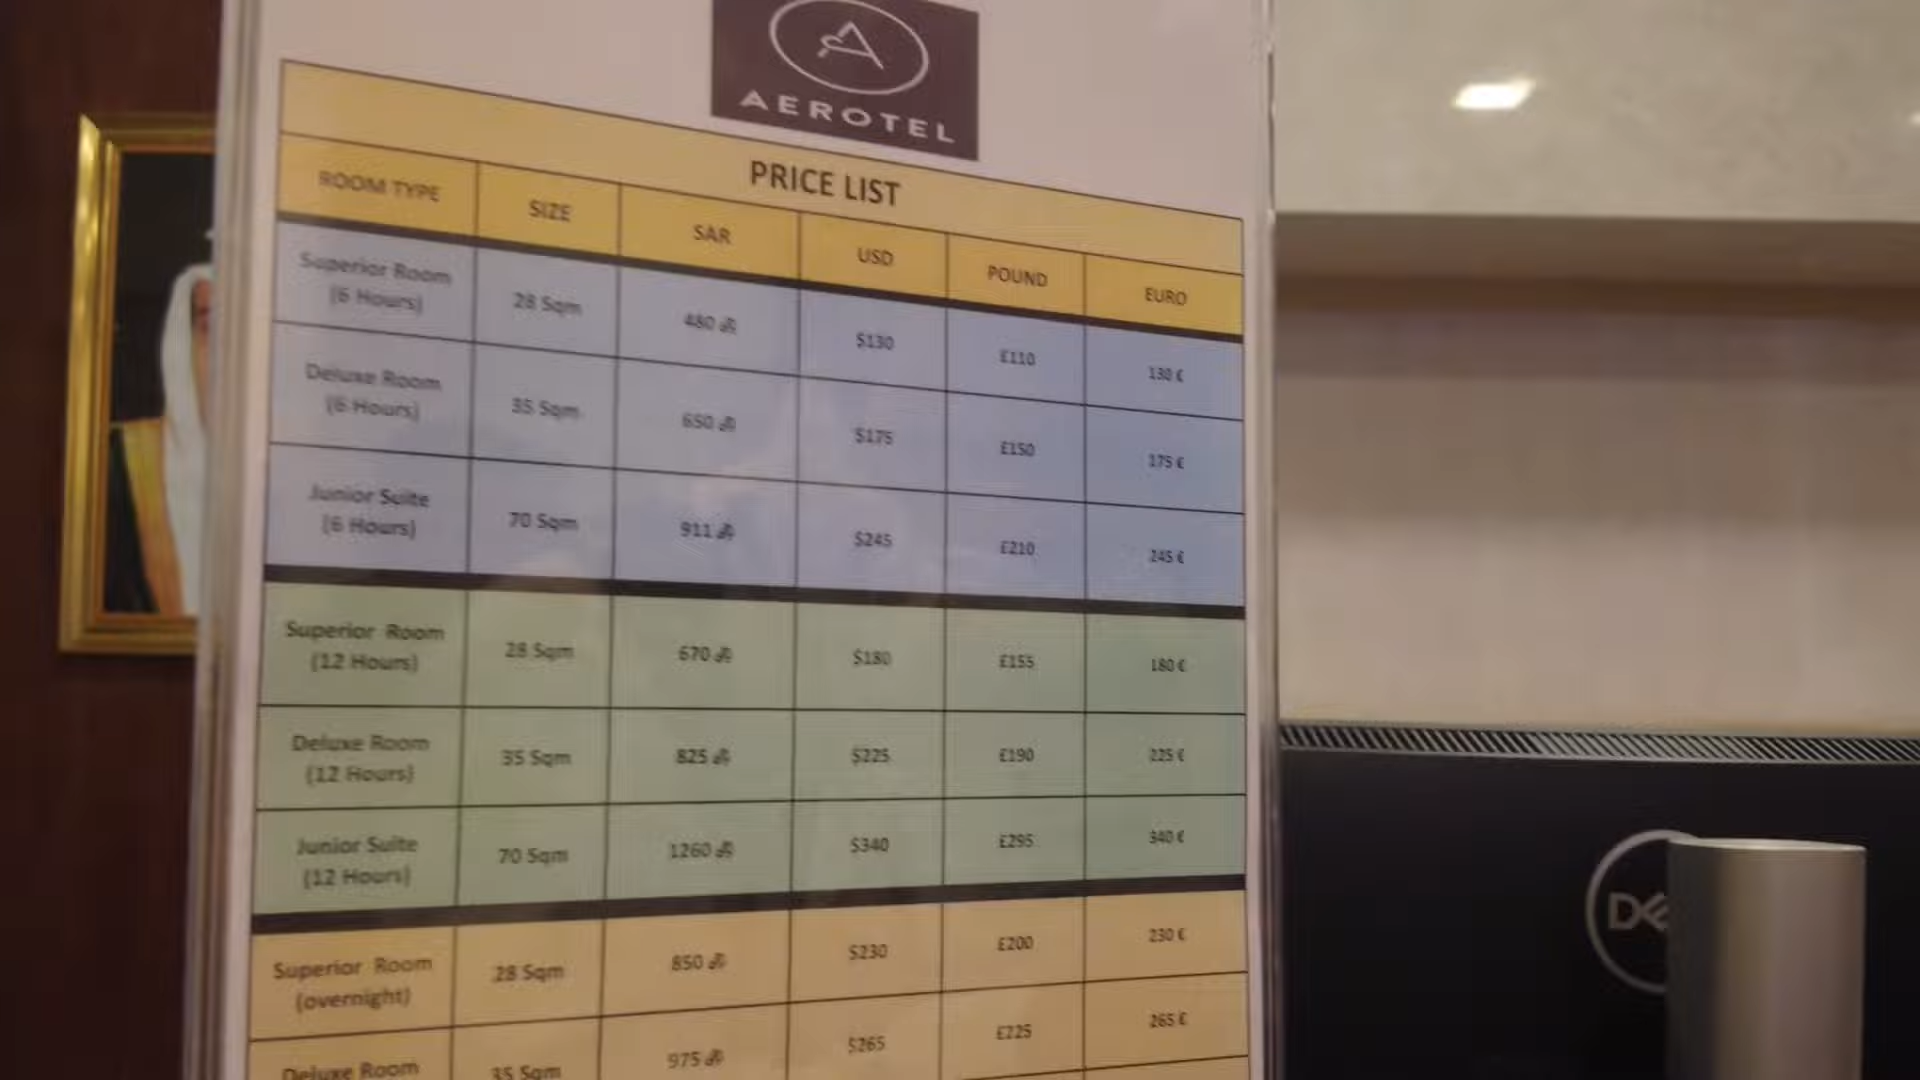 AEROTEL
PRICE LIST
ROOM TYPE SIZE SAR USD POUND EURO
Superior Room
(6 Hours) 28 Sqm 480 $130 £110 130 €
Deluxe Room
(6 Hours) 35 Sqm 650 $175 £150 175 €
Junior Suite
(6 Hours) 70 Sqm 911 $245 £210 245 €
Superior Room
(12 Hours) 28 Sqm 670 $180 £155 180 €
Deluxe Room
(12 Hours) 35 Sqm 825 $225 £190 225 €
Junior Suite
(12 Hours) 70 Sqm 1260 $340 £295 340 €
Superior Room
(overnight) 28 Sqm 850 $230 £200 230 €
Deluxe Room 35 Sqm 975 $265 £225 265 €
DE